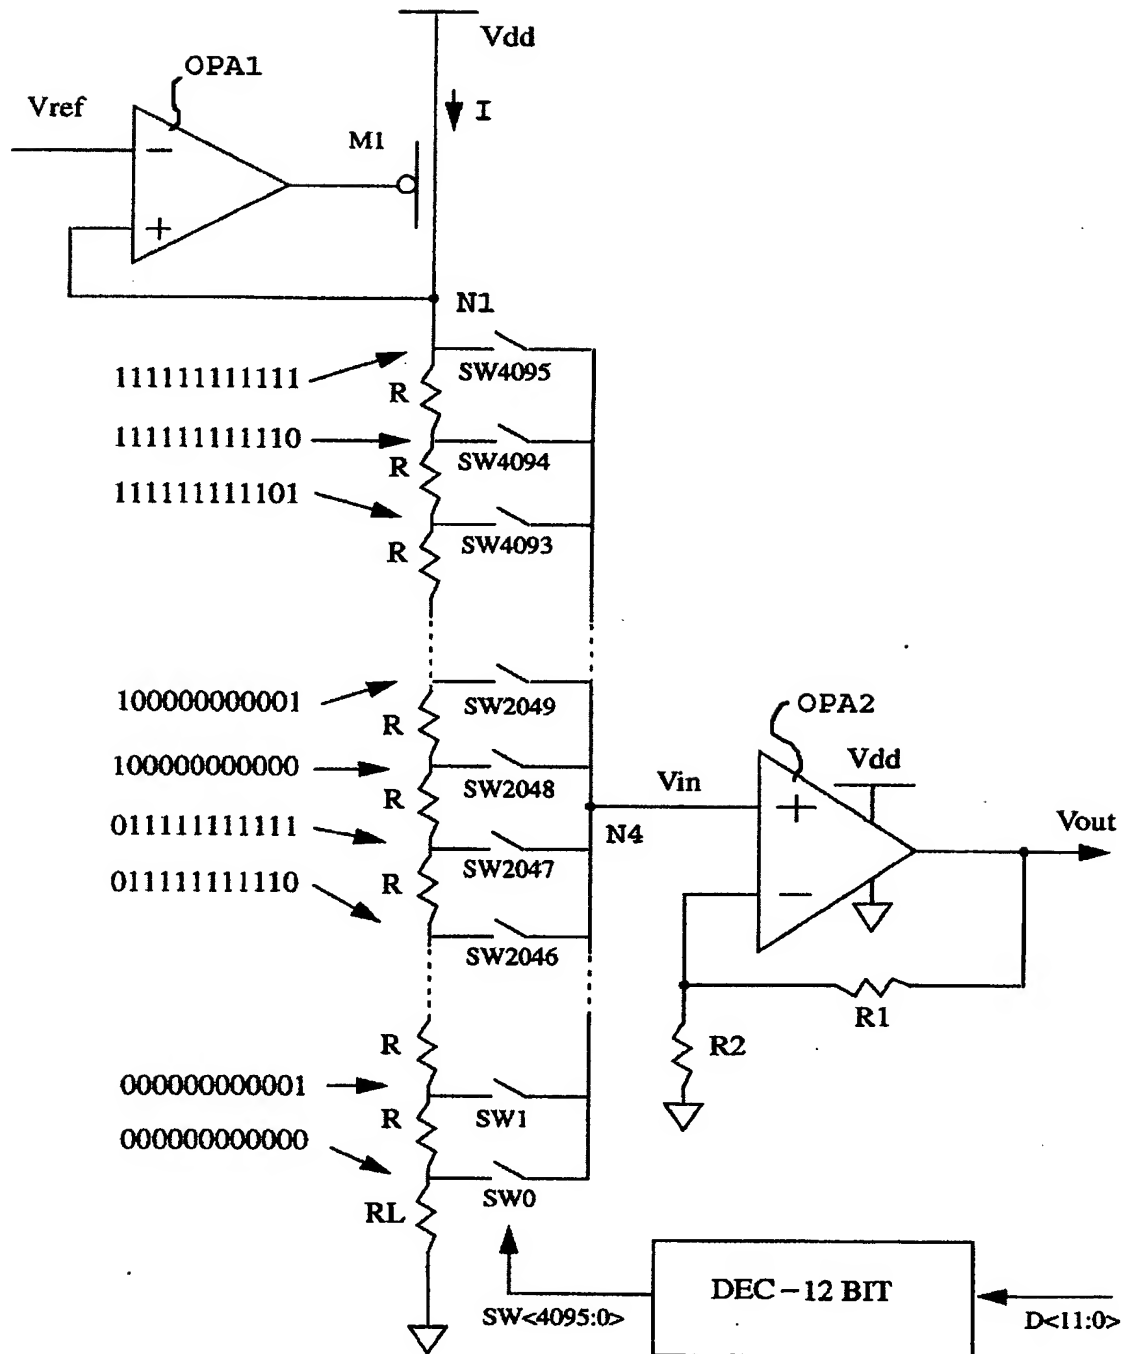 Vdd
OPA1
Vref
I
M1
−
+
N1
SW4095
111111111111
R
SW4094
111111111110
R
SW4093
111111111101
R
SW2049
100000000001
R
OPA2
SW2048
100000000000
Vdd
Vin
R
+
N4
Vout
SW2047
011111111111
R
011111111110
−
SW2046
R1
R
R2
000000000001
R
SW1
000000000000
SW0
RL
DEC−12 BIT
SW<4095:0>
D<11:0>